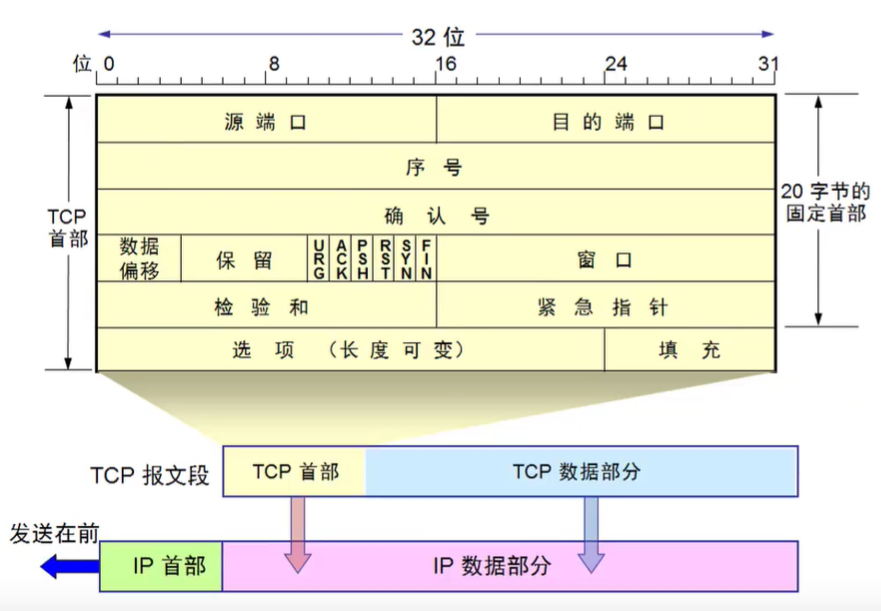 32 位
位 0 8 16 24 31
源 端 口 目 的 端 口
序 号
TCP
首部
确 认 号
20 字节的
固定首部
数据
偏移
保 留
URG ACK PSH RST SYN FIN
窗 口
检 验 和 紧 急 指 针
选 项 (长 度 可 变) 填 充
TCP 报文段 TCP 首部 TCP 数据部分
发送在前
IP 首部 IP 数据部分